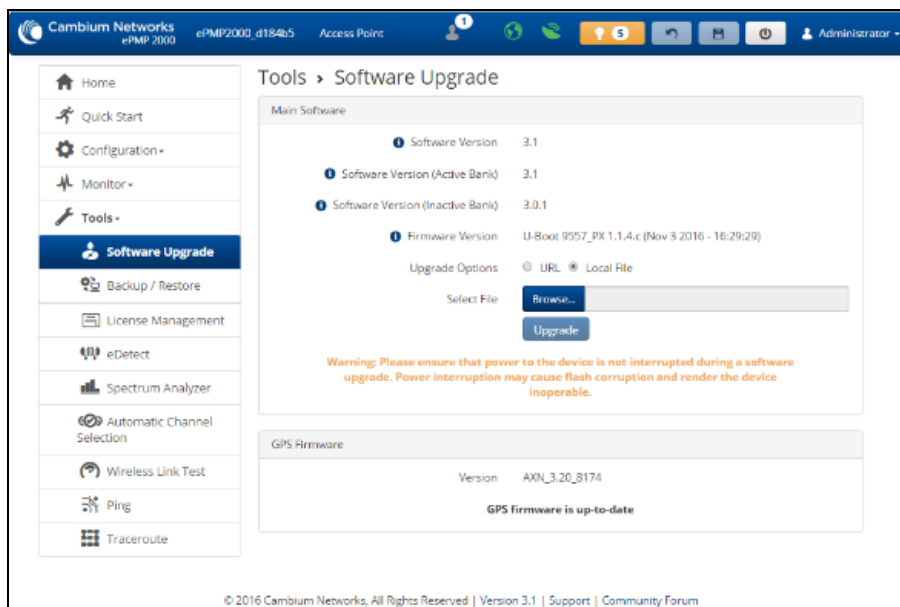 Cambium Networks
ePMP 2000
ePMP2000_d184b5
Access Point
1
5
Administrator
Home
Quick Start
Configuration
Monitor
Tools
Software Upgrade
Backup / Restore
License Management
eDetect
Spectrum Analyzer
Automatic Channel
Selection
Wireless Link Test
Ping
Traceroute
Tools > Software Upgrade
Main Software
Software Version 3.1
Software Version (Active Bank) 3.1
Software Version (Inactive Bank) 3.0.1
Firmware Version U-Boot 9557_PX 1.1.4.c (Nov 3 2016 - 16:29:29)
Upgrade Options URL Local File
Select File Browse...
Upgrade
Warning: Please ensure that power to the device is not interrupted during a software
upgrade. Power interruption may cause flash corruption and render the device
inoperable.
GPS Firmware
Version AXN_3.20_8174
GPS firmware is up-to-date
© 2016 Cambium Networks, All Rights Reserved | Version 3.1 | Support | Community Forum